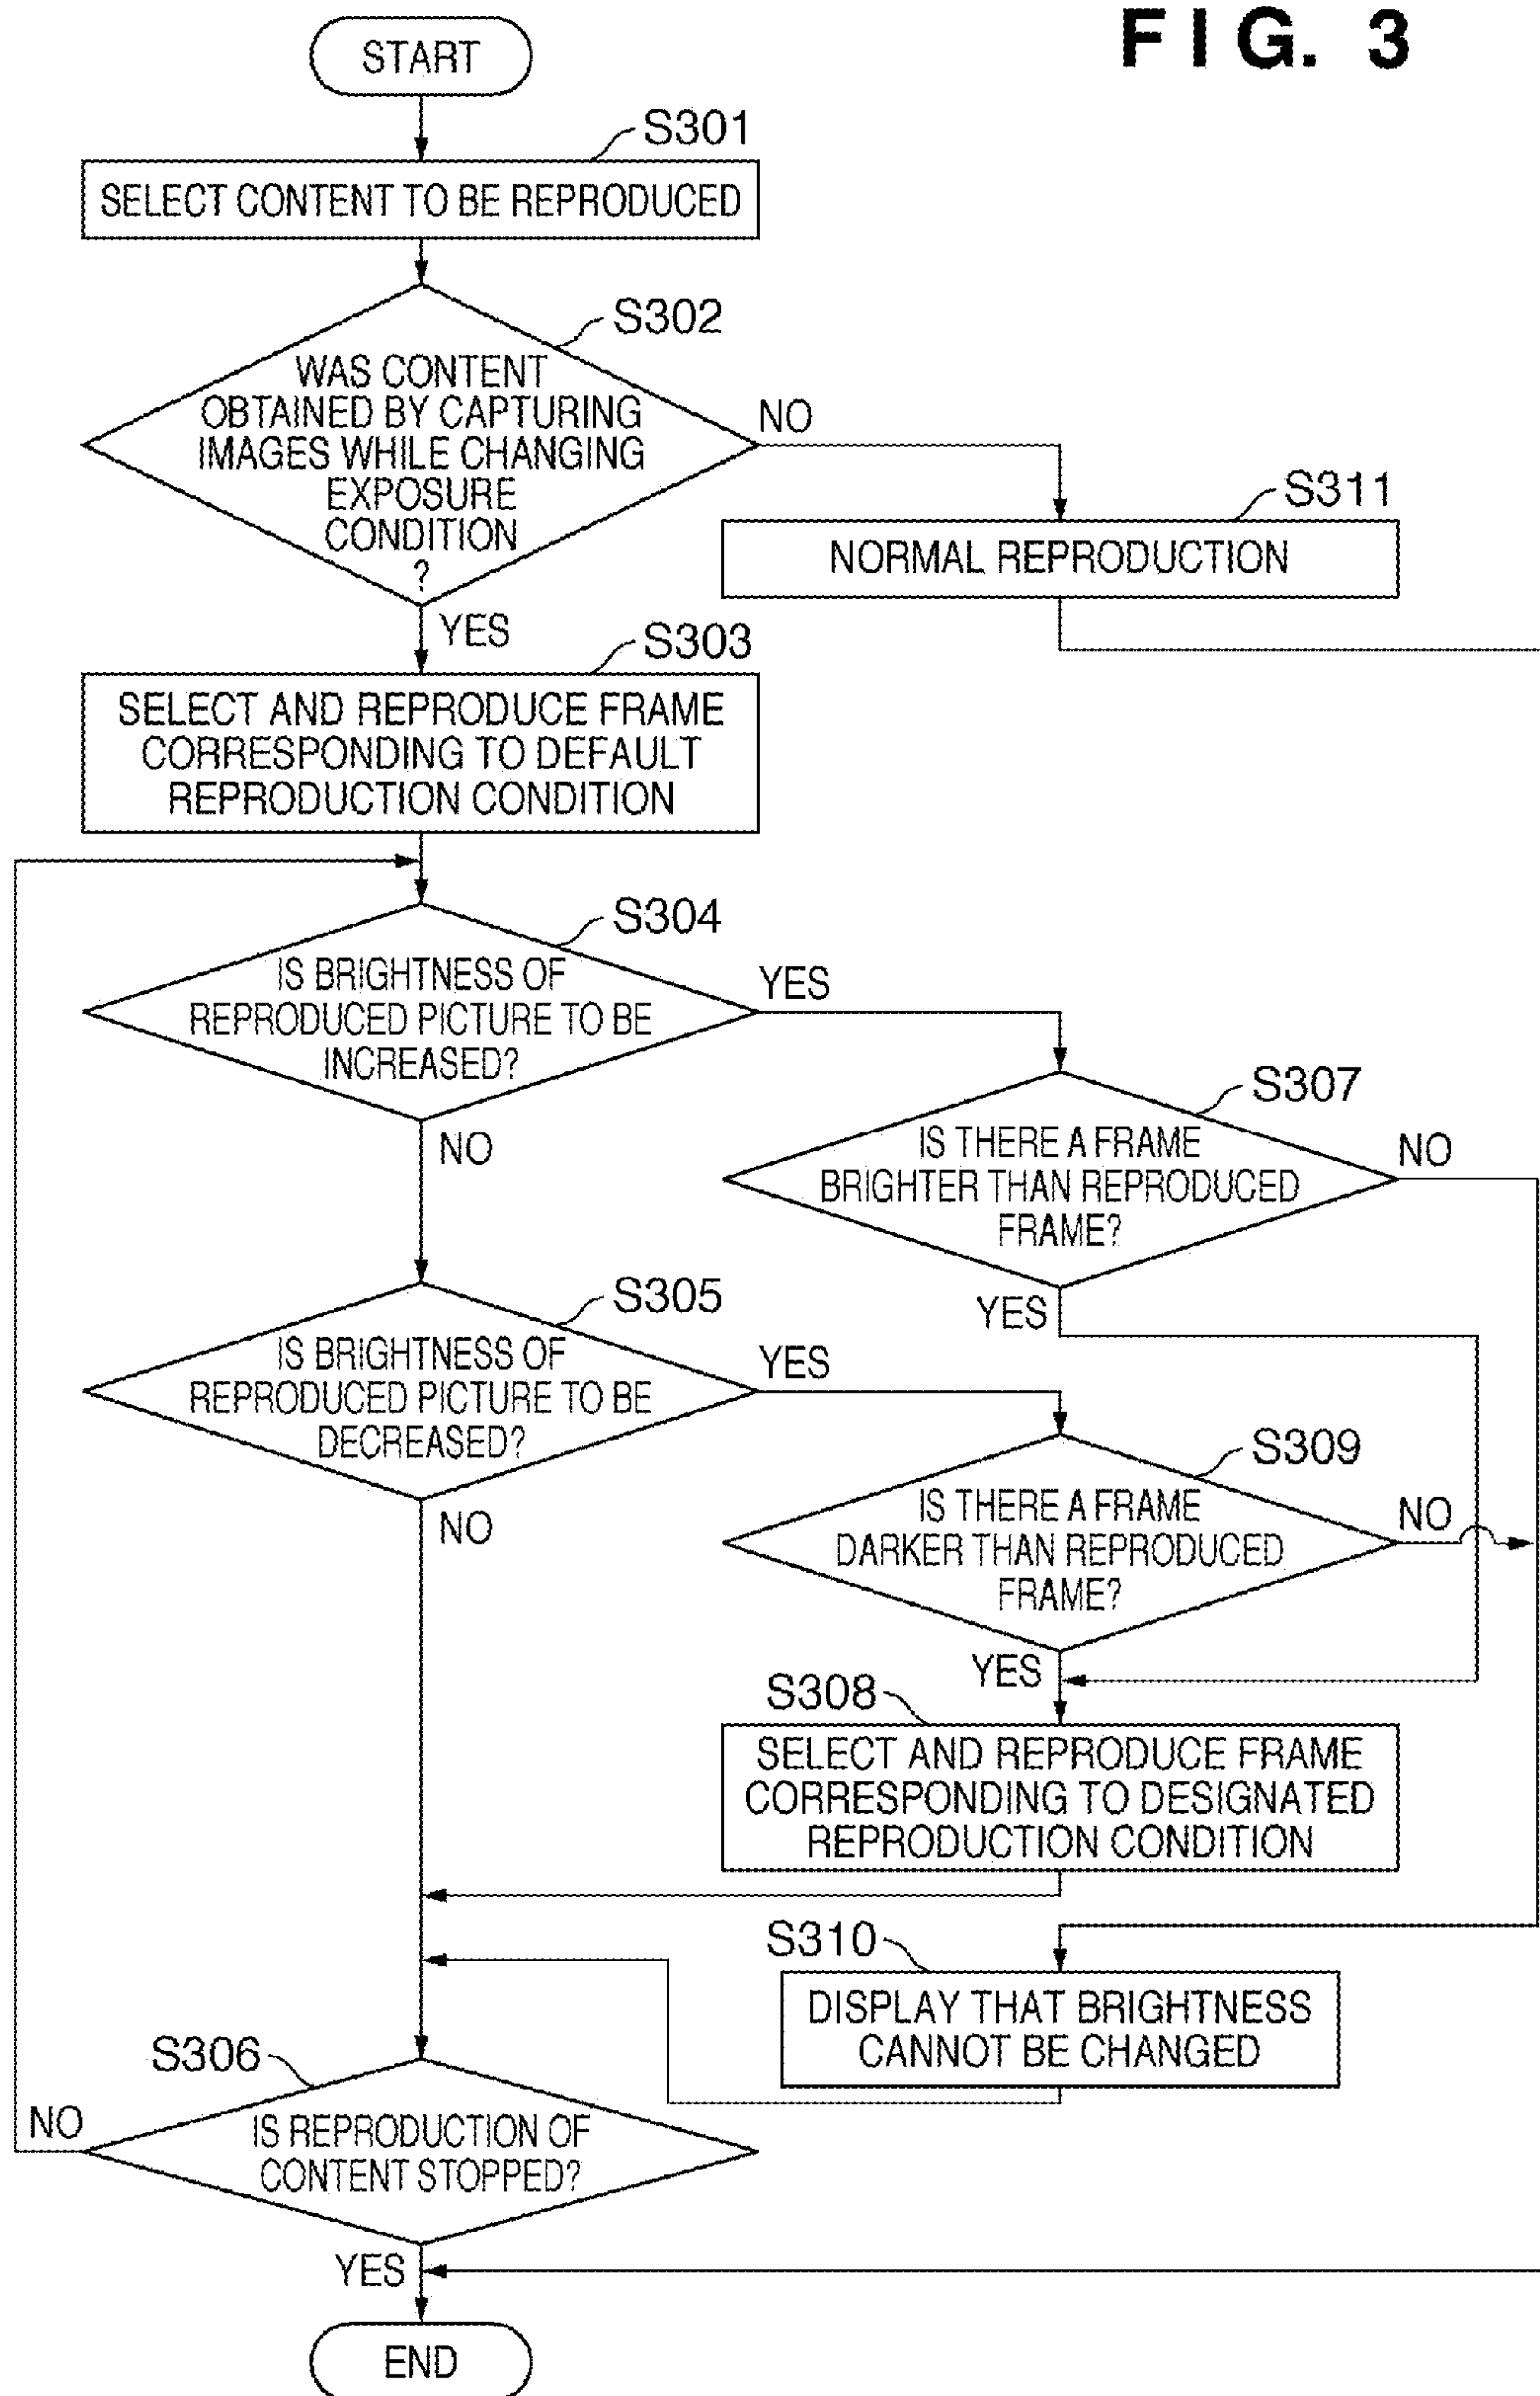 FIG. 3
START
S301
SELECT CONTENT TO BE REPRODUCED
S302
WAS CONTENT
OBTAINED BY CAPTURING
IMAGES WHILE CHANGING
EXPOSURE
CONDITION
?
NO
YES
S311
NORMAL REPRODUCTION
S303
SELECT AND REPRODUCE FRAME
CORRESPONDING TO DEFAULT
REPRODUCTION CONDITION
S304
IS BRIGHTNESS OF
REPRODUCED PICTURE TO BE
INCREASED?
YES
NO
S307
IS THERE A FRAME
BRIGHTER THAN REPRODUCED
FRAME?
NO
YES
S305
IS BRIGHTNESS OF
REPRODUCED PICTURE TO BE
DECREASED?
YES
NO
S309
IS THERE A FRAME
DARKER THAN REPRODUCED
FRAME?
NO
YES
S308
SELECT AND REPRODUCE FRAME
CORRESPONDING TO DESIGNATED
REPRODUCTION CONDITION
S310
DISPLAY THAT BRIGHTNESS
CANNOT BE CHANGED
S306
NO
IS REPRODUCTION OF
CONTENT STOPPED?
YES
END